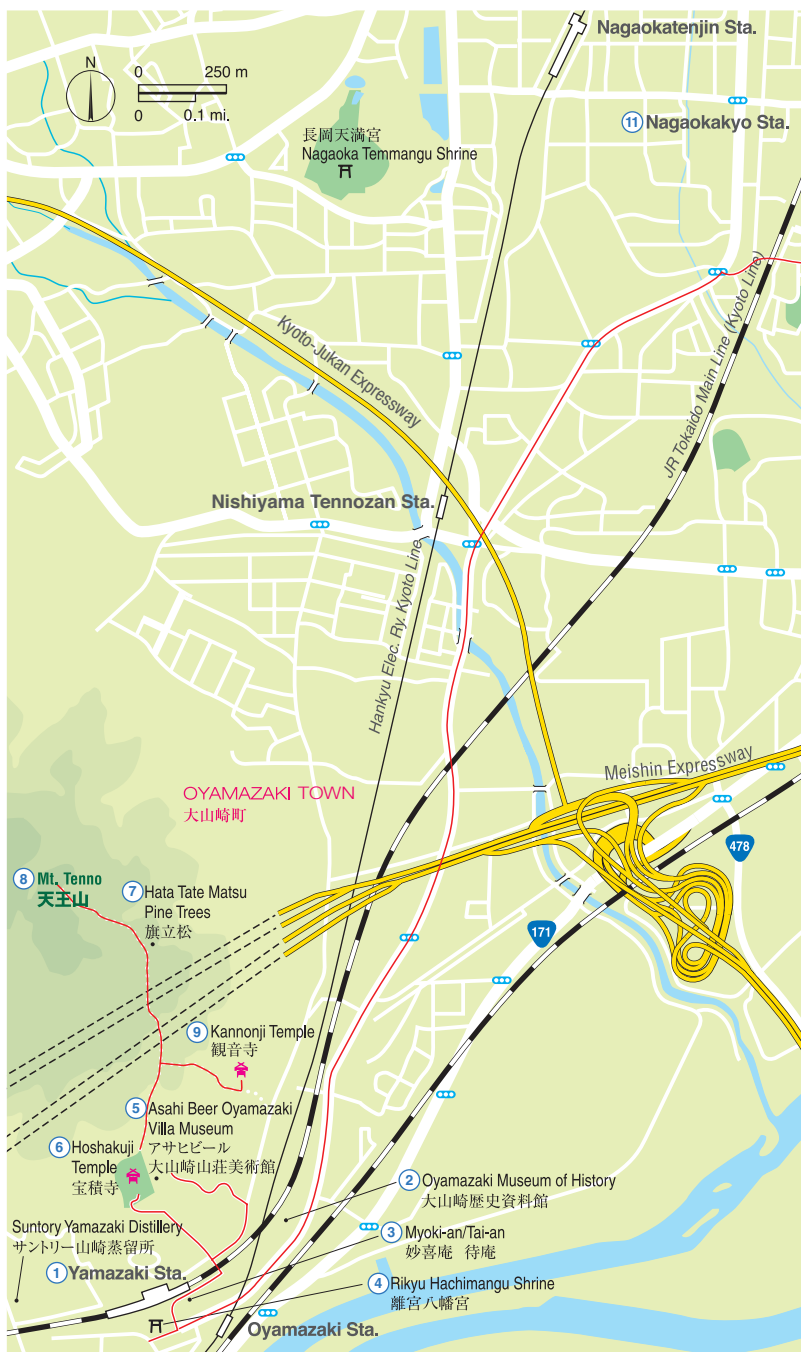 Nagaokatenjin Sta.
N
0 250 m
0 0.1 mi.
長岡天満宮
Nagaoka Temmangu Shrine
11 Nagaokakyo Sta.
Kyoto-Jukan Expressway
JR Tokaido Main Line (Kyoto Line)
Nishiyama Tennozan Sta.
Hankyu Elec. Ry. Kyoto Line
Meishin Expressway
OYAMAZAKI TOWN
大山崎町
478
8 Mt. Tenno
天王山
7 Hata Tate Matsu
Pine Trees
旗立松
171
9 Kannonji Temple
観音寺
5 Asahi Beer Oyamazaki
Villa Museum
アサヒビール
大山崎山荘美術館
6 Hoshakuji
Temple
宝積寺
2 Oyamazaki Museum of History
大山崎歴史資料館
Suntory Yamazaki Distillery
サントリー山崎蒸留所
3 Myoki-an/Tai-an
妙喜庵 待庵
1 Yamazaki Sta.
4 Rikyu Hachimangu Shrine
離宮八幡宮
Oyamazaki Sta.